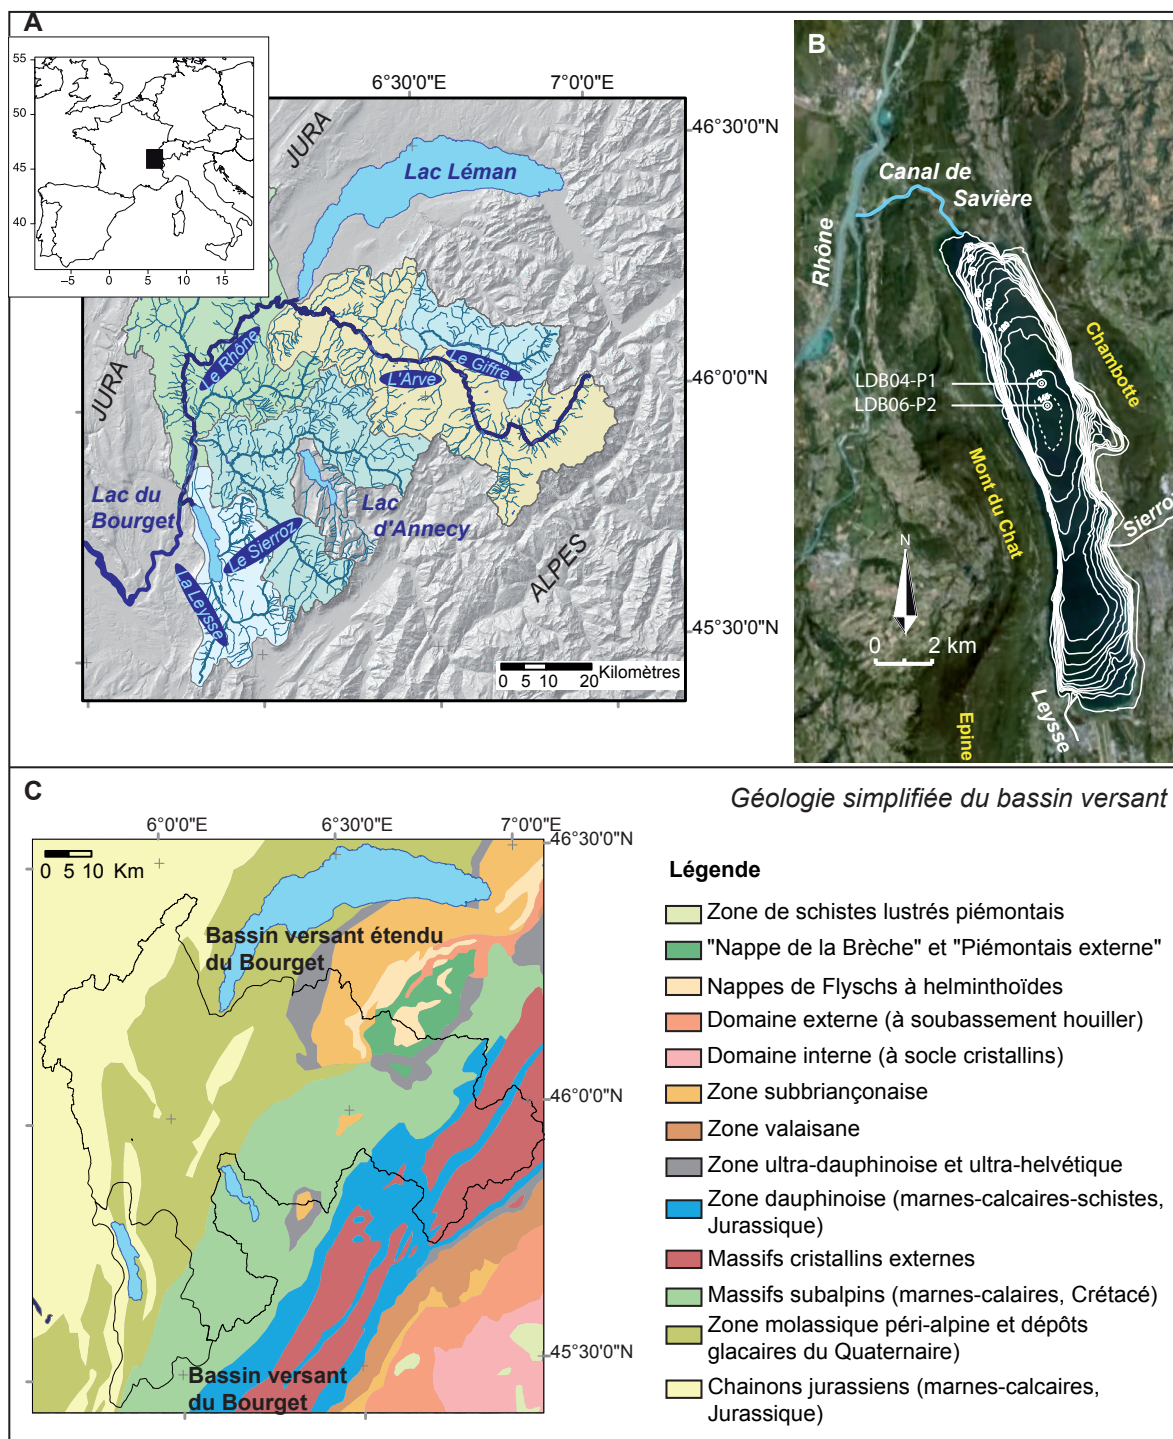 A
55
50
45
40
-5
0
5
10
15
6°30'0"E
7°0'0"E
46°30'0"N
46°0'0"N
45°30'0"N
JURA
Lac Léman
Le Rhône
L'Arve
Le Giffre
JURA
Lac du
Bourget
Lac
d'Annecy
Le Sierroz
La Leysse
ALPES
0 5 10 20
Kilomètres
B
Canal de
Savière
Rhône
LDB04-P1
LDB06-P2
Chambotte
Mont du Chat
Sierro
N
0 2 km
Epine
Leysse
C
Géologie simplifiée du bassin versant
6°0'0"E
6°30'0"E
7°0'0"E
46°30'0"N
46°0'0"N
45°30'0"N
0 5 10 Km
Bassin versant étendu
du Bourget
Bassin versant
du Bourget
Légende
Zone de schistes lustrés piémontais
"Nappe de la Brèche" et "Piémontais externe"
Nappes de Flyschs à helminthoïdes
Domaine externe (à soubassement houiller)
Domaine interne (à socle cristallins)
Zone subbriançonaise
Zone valaisane
Zone ultra-dauphinoise et ultra-helvétique
Zone dauphinoise (marnes-calcaires-schistes,
Jurassique)
Massifs cristallins externes
Massifs subalpins (marnes-calaires, Crétacé)
Zone molassique péri-alpine et dépôts
glacaires du Quaternaire)
Chainons jurassiens (marnes-calcaires,
Jurassique)